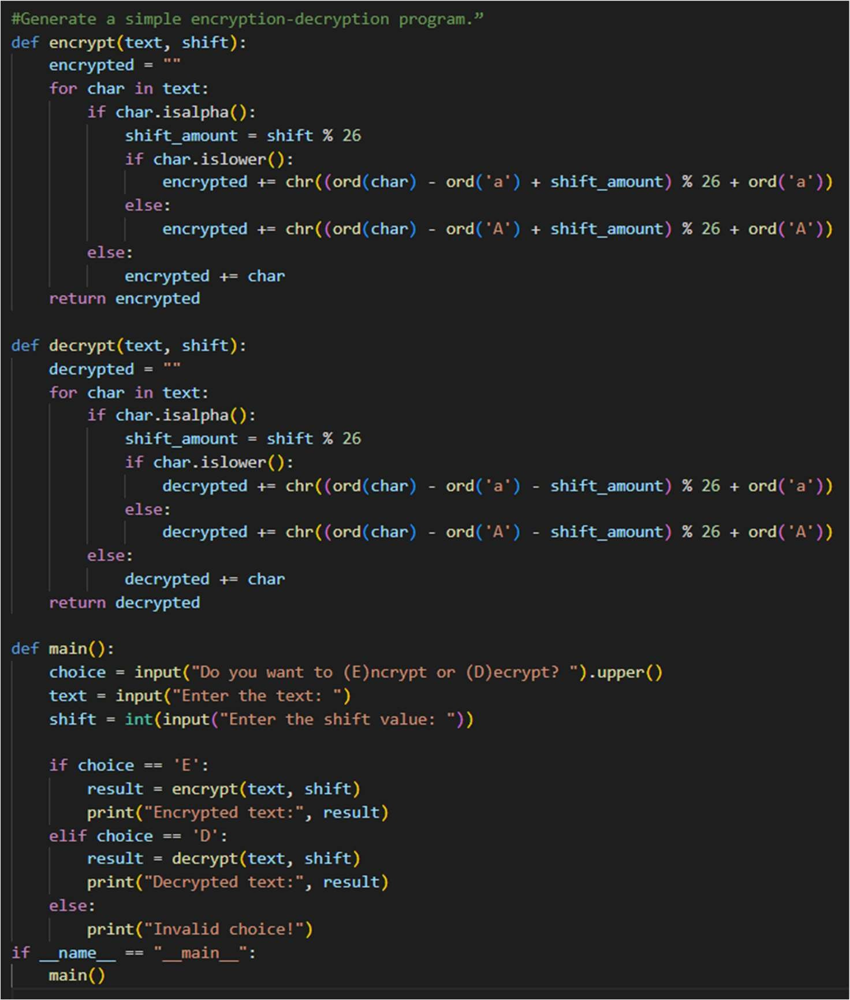 #Generate a simple encryption-decryption program.”
def encrypt(text, shift):
    encrypted = ""
    for char in text:
        if char.isalpha():
            shift_amount = shift % 26
            if char.islower():
                encrypted += chr((ord(char) - ord('a') + shift_amount) % 26 + ord('a'))
            else:
                encrypted += chr((ord(char) - ord('A') + shift_amount) % 26 + ord('A'))
        else:
            encrypted += char
    return encrypted

def decrypt(text, shift):
    decrypted = ""
    for char in text:
        if char.isalpha():
            shift_amount = shift % 26
            if char.islower():
                decrypted += chr((ord(char) - ord('a') - shift_amount) % 26 + ord('a'))
            else:
                decrypted += chr((ord(char) - ord('A') - shift_amount) % 26 + ord('A'))
        else:
            decrypted += char
    return decrypted

def main():
    choice = input("Do you want to (E)ncrypt or (D)ecrypt? ").upper()
    text = input("Enter the text: ")
    shift = int(input("Enter the shift value: "))

    if choice == 'E':
        result = encrypt(text, shift)
        print("Encrypted text:", result)
    elif choice == 'D':
        result = decrypt(text, shift)
        print("Decrypted text:", result)
    else:
        print("Invalid choice!")
if __name__ == "__main__":
    main()